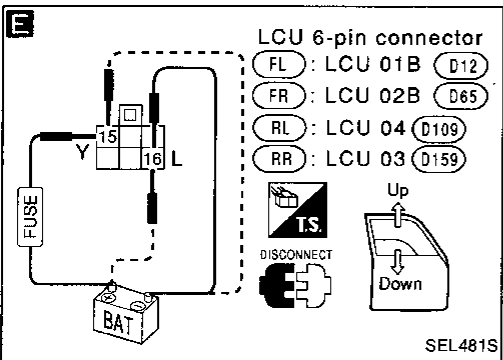 E
LCU 6-pin connector
FL : LCU 01B D12
FR : LCU 02B D65
RL : LCU 04 D109
RR : LCU 03 D159
15
Y
16 L
FUSE
BAT
T.S.
DISCONNECT
Up
Down
SEL481S